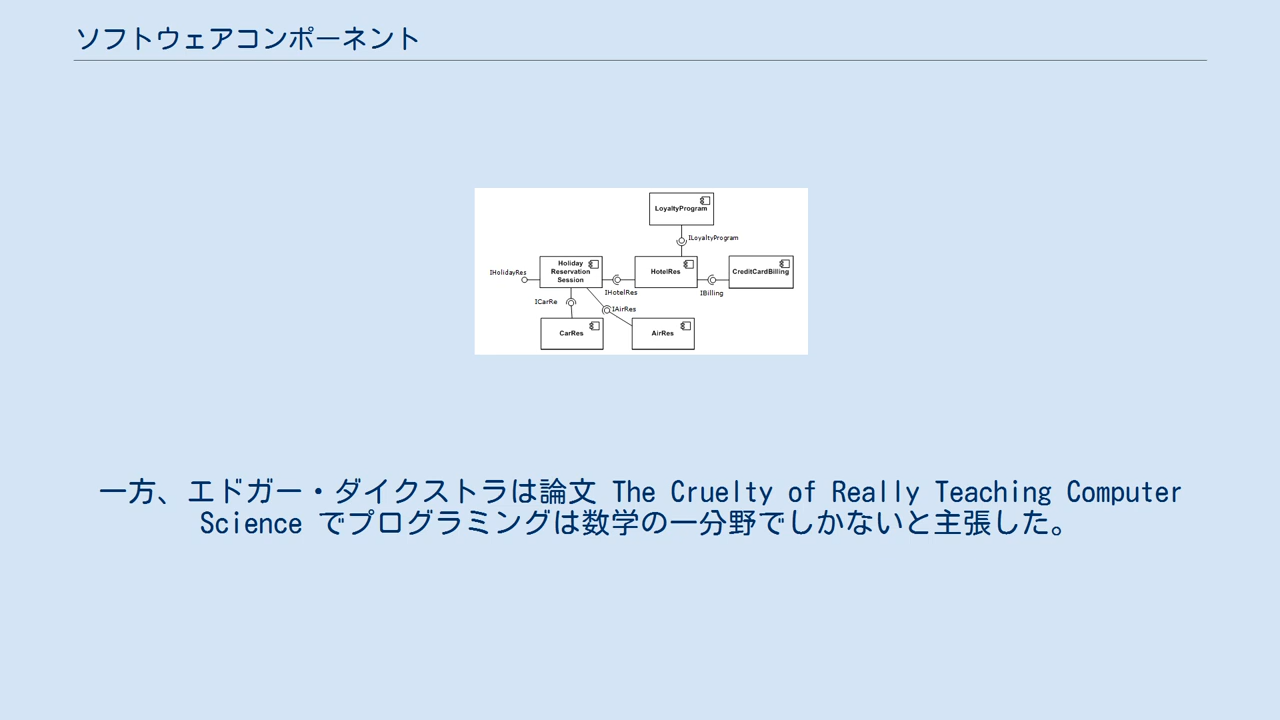 ソフトウェアコンポーネント
LoyaltyProgram
ILoyaltyProgram
IHolidayRes
Holiday
Reservation
Session
HotelRes
CreditCardBilling
IHotelRes
IBilling
ICarRe
IAirRes
CarRes
AirRes
一方、エドガー・ダイクストラは論文 The Cruelty of Really Teaching Computer
Science でプログラミングは数学の一分野でしかないと主張した。